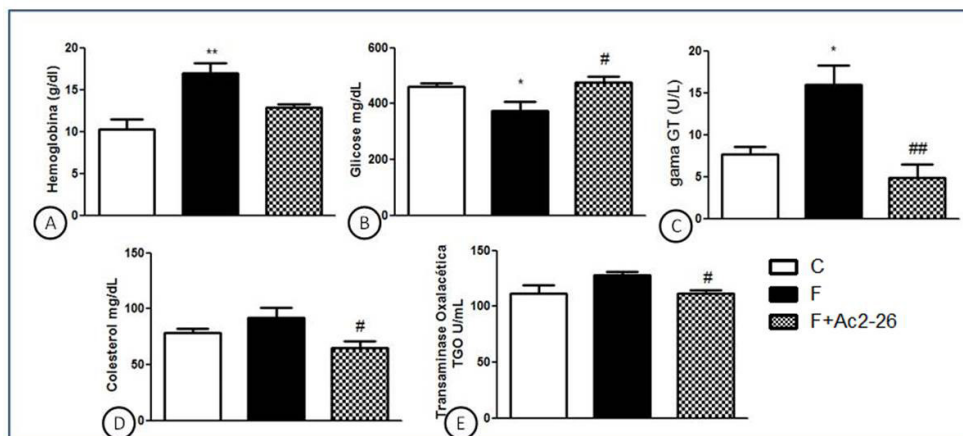 Hemoglobina (g/dl)
20
15
10
5
0
**
A
Glicose mg/dL
600
400
200
0
*
#
B
gama GT (U/L)
20
15
10
5
0
*
##
C
Colesterol mg/dL
150
100
50
0
#
D
Transaminase Oxalacética
TGO U/mL
150
100
50
0
#
E
C
F
F+Ac2-26